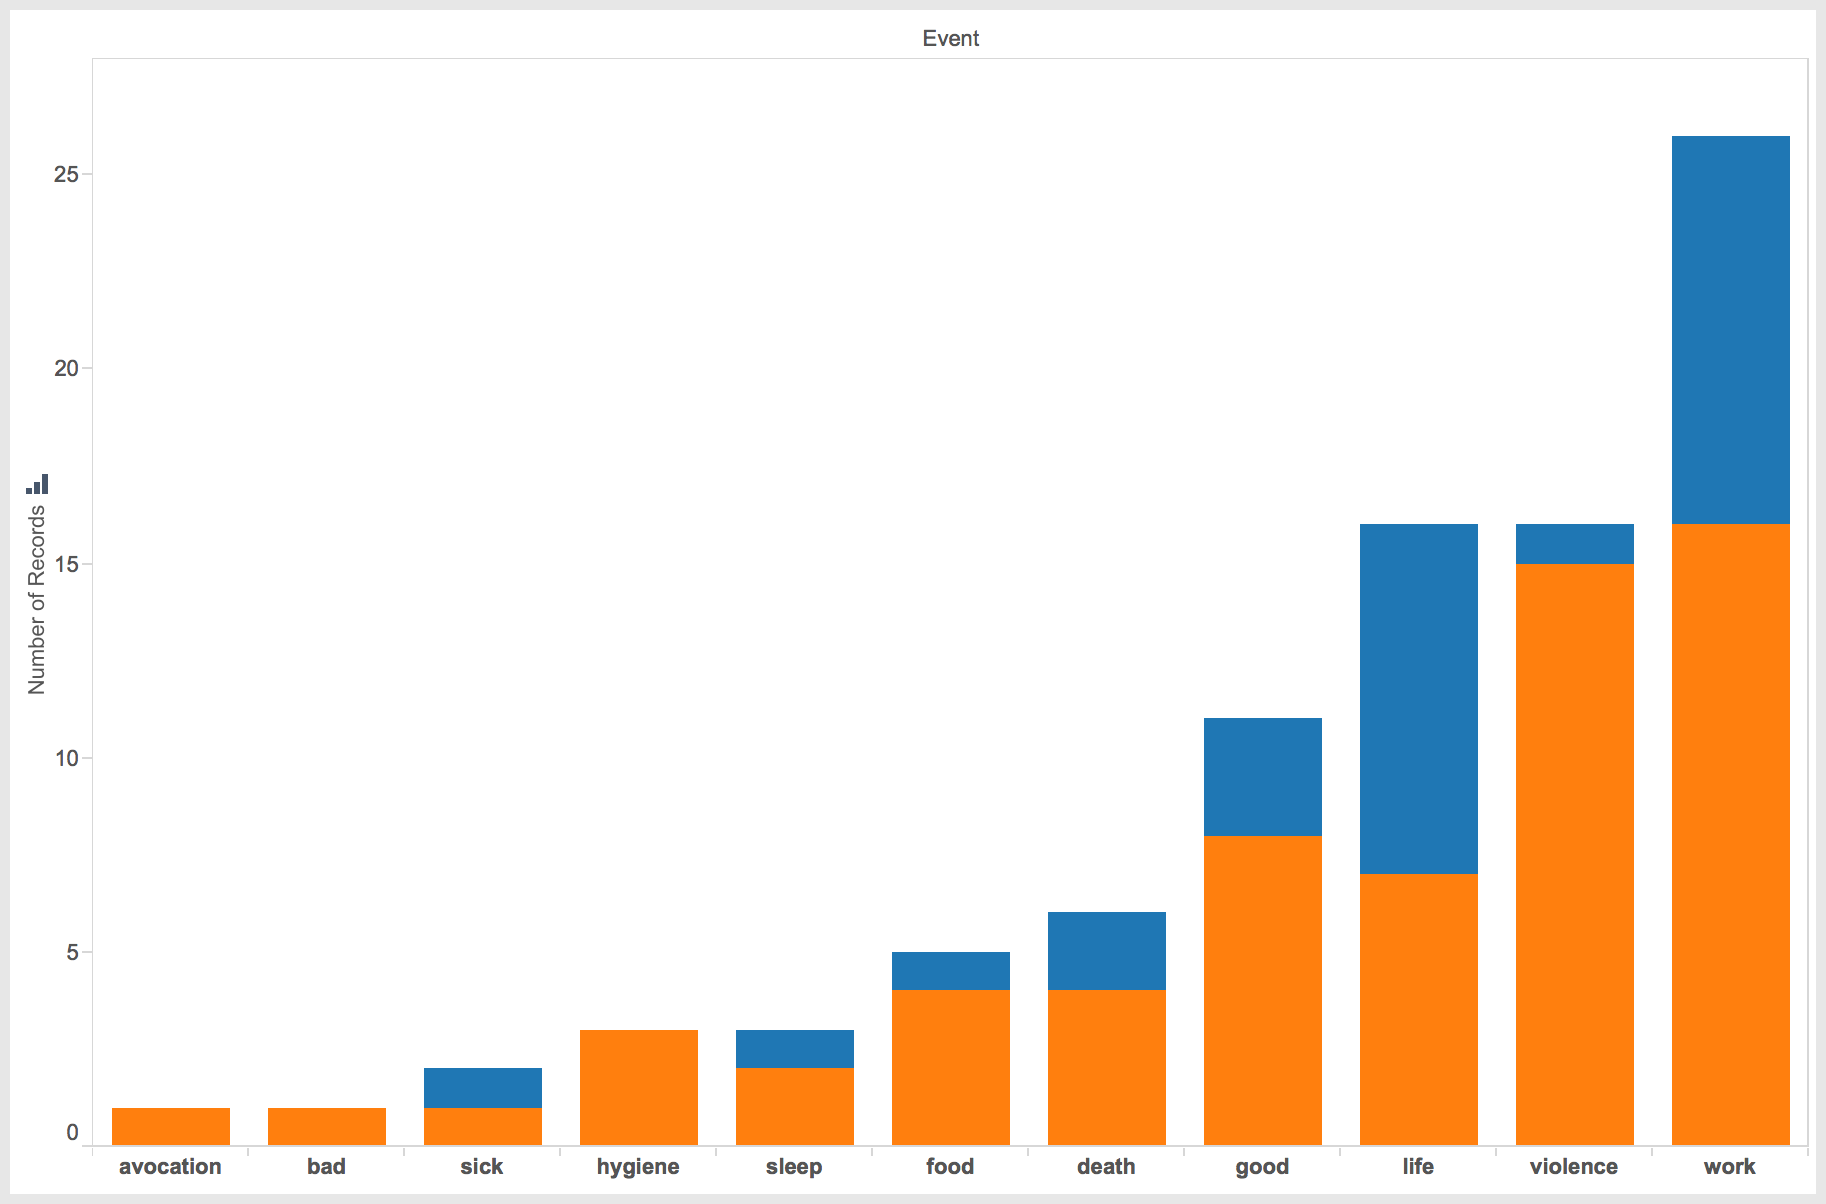 Event
Number of Records
25
20
15
10
5
0
avocation bad sick hygiene sleep food death good life violence work